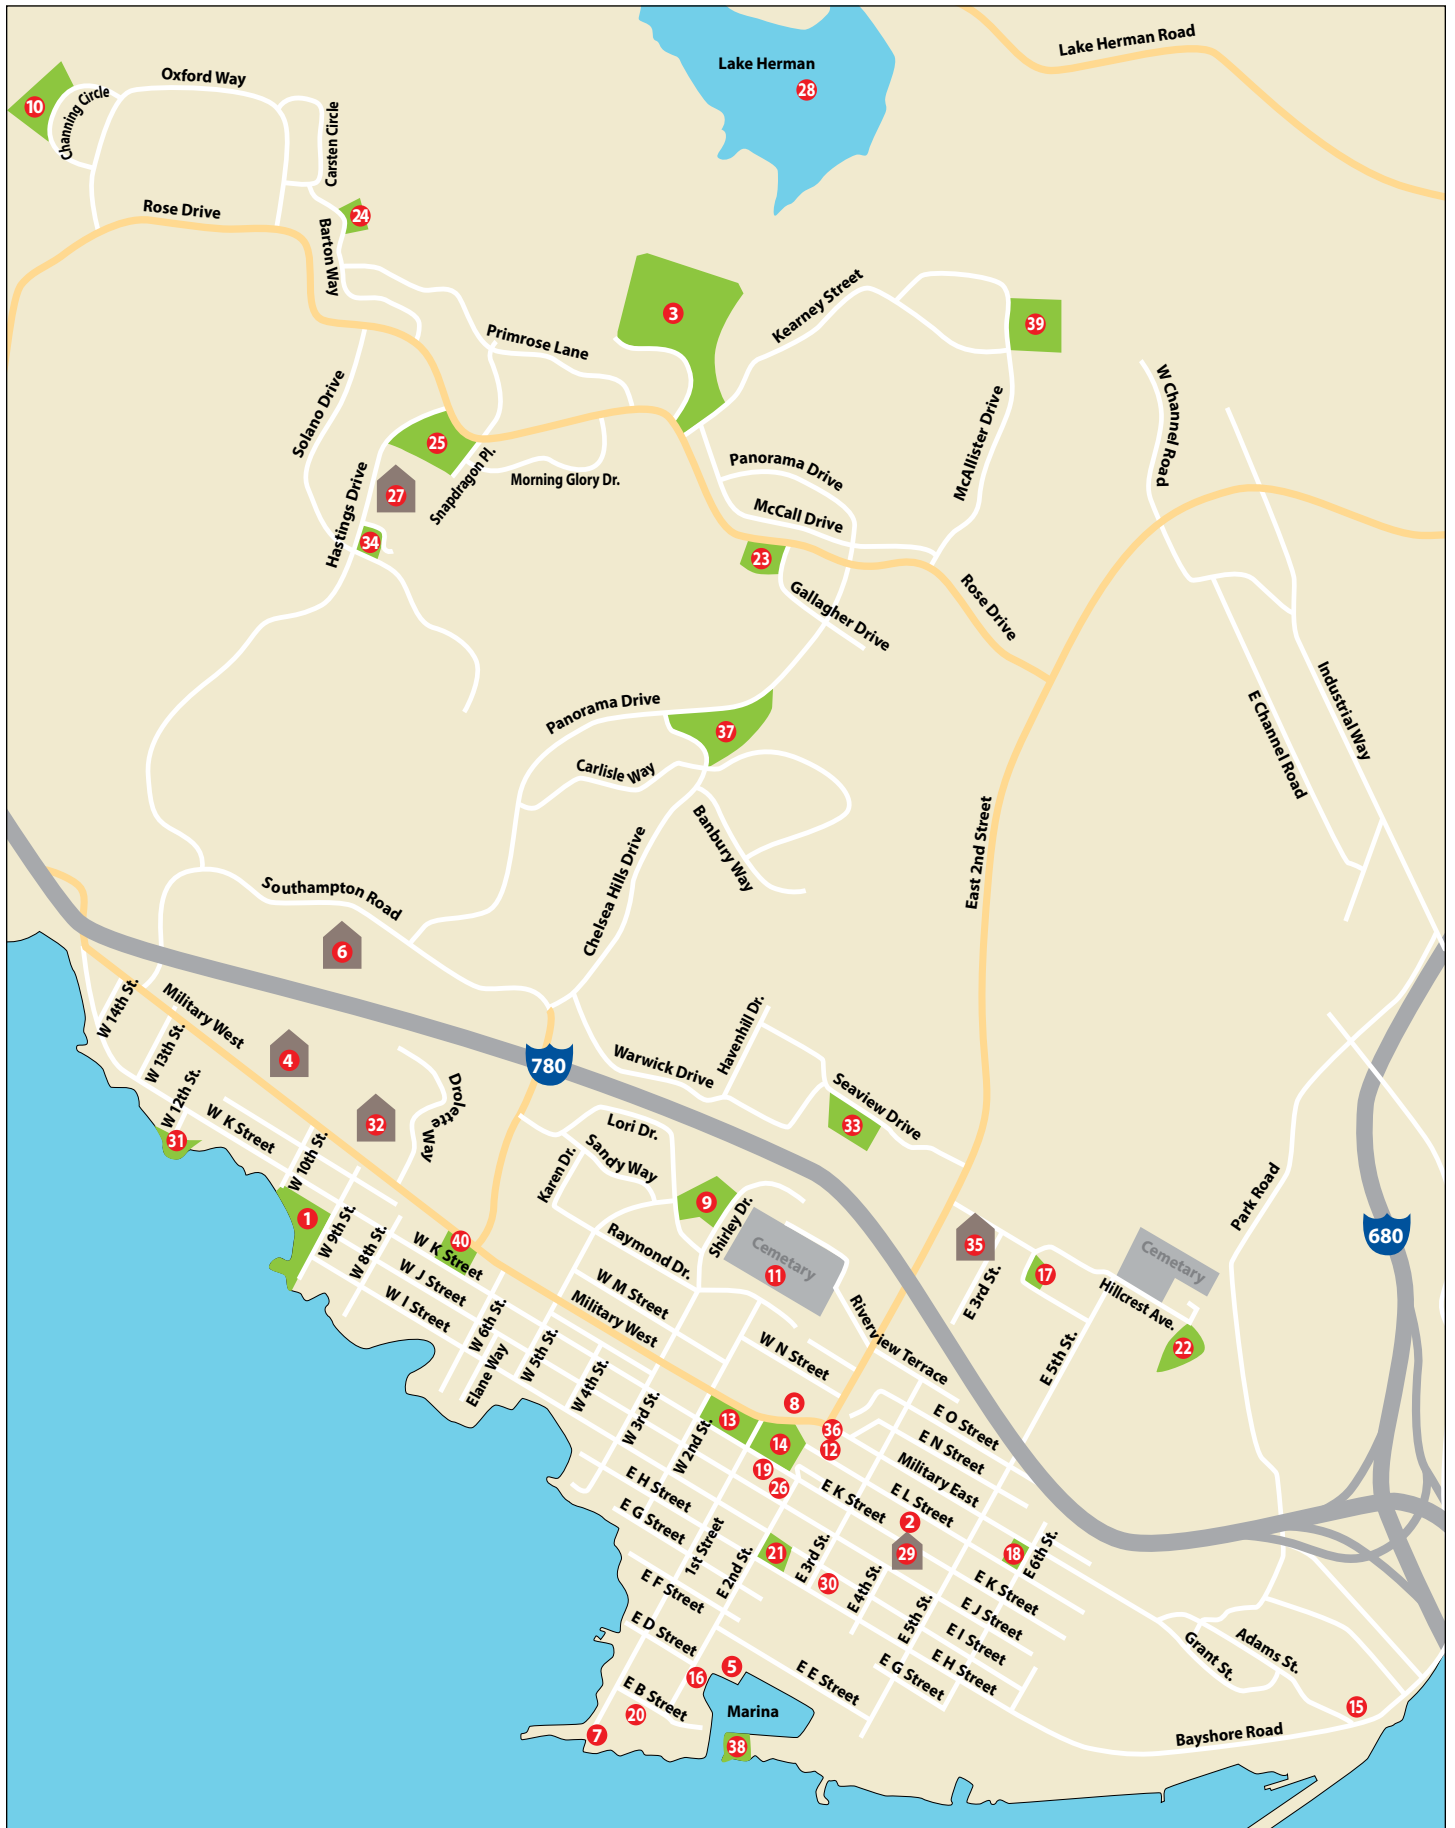 Lake Herman Road
Lake Herman
28
Oxford Way
10
Channing Circle
Carsten Circle
Rose Drive
24
Barton Way
3
Kearney Street
39
Primrose Lane
Solano Drive
W Channel Road
25
McAllister Drive
Snapdragon Pl.
Morning Glory Dr.
Panorama Drive
27
Hastings Drive
McCall Drive
34
23
Gallagher Drive
Rose Drive
Panorama Drive
37
Industrial Way
E Channel Road
Carlisle Way
Banbury Way
East 2nd Street
Chelsea Hills Drive
Southampton Road
6
W 14th St.
Military West
W 13th St.
4
780
Warwick Drive
Havenhill Dr.
Seaview Drive
33
W 12th St.
W K Street
31
32
Drolette Way
Lori Dr.
Sandy Way
Karen Dr.
W 10th St.
1
W 9th St.
W 8th St.
40
W K Street
W J Street
W I Street
9
Shirley Dr.
Raymond Dr.
Cemetary
11
Park Road
680
35
17
Cemetary
E 3rd St.
Hillcrest Ave.
22
W M Street
Military West
W 6th St.
Elane Way
W 5th St.
W 4th St.
W 3rd St.
W 2nd St.
W N Street
Riverview Terrace
E 5th St.
8
13
14
36
12
19
26
E O Street
E N Street
Military East
E L Street
E K Street
2
29
E H Street
E G Street
1st Street
E 2nd St.
21
E 3rd St.
30
E 4th St.
18
E 6th St.
E K Street
E J Street
E I Street
E H Street
E G Street
E 5th St.
E F Street
E D Street
E E Street
5
16
E B Street
20
7
Marina
38
Grant St.
Adams St.
15
Bayshore Road